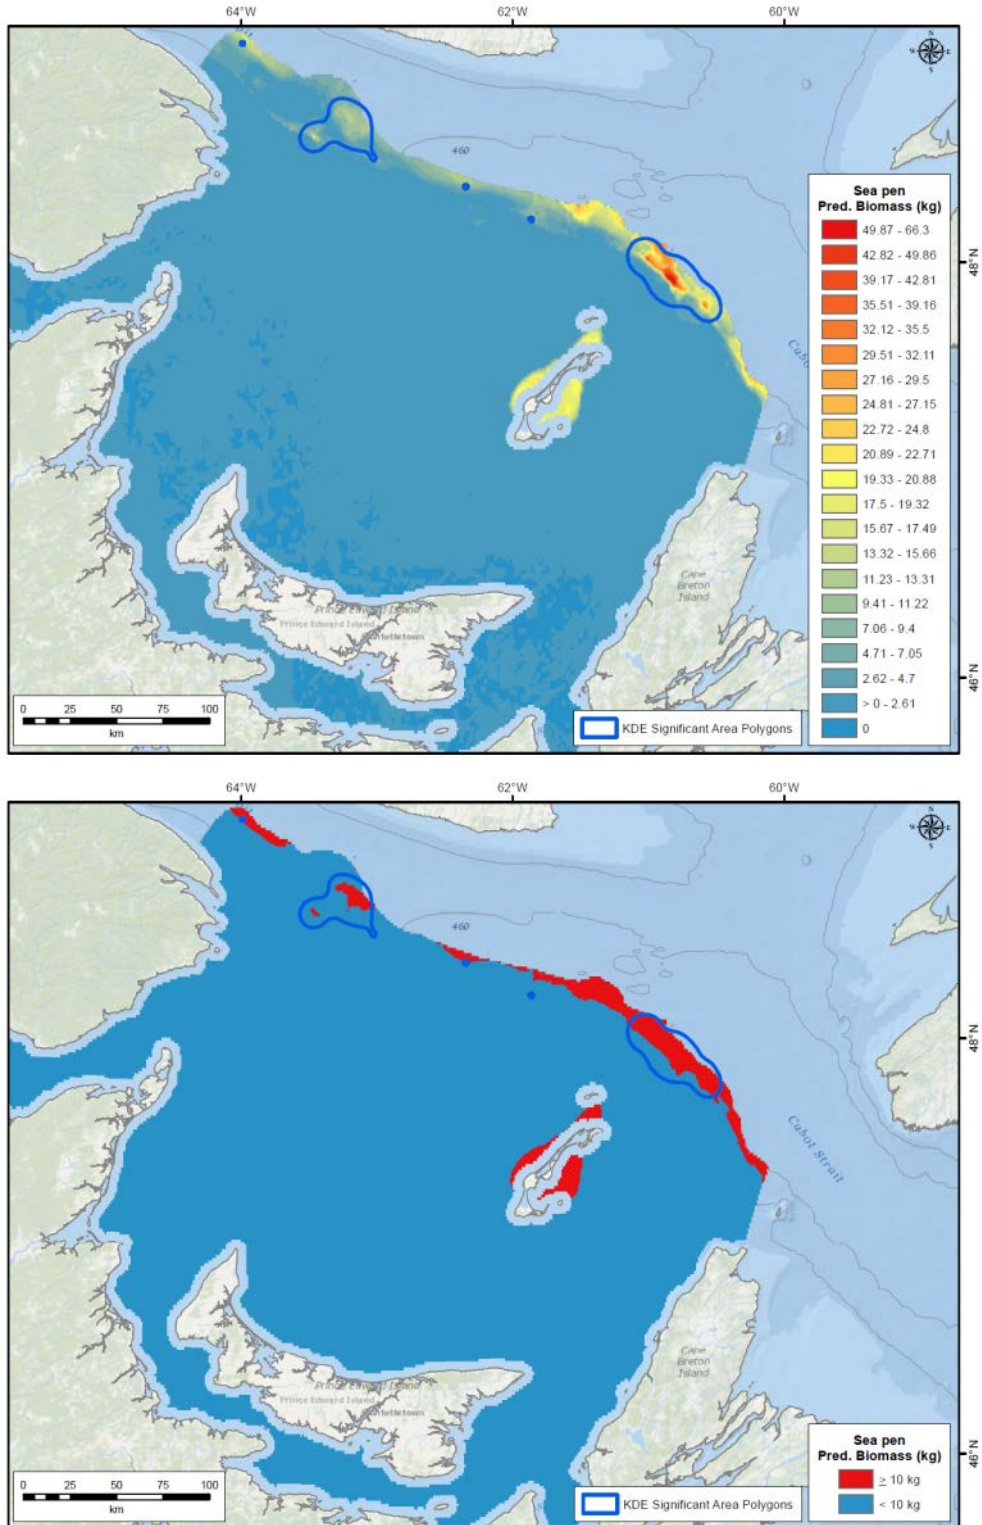 64°W 62°W 60°W
N
W E
S
460
Sea pen
Pred. Biomass (kg)
49.87 - 66.3
42.82 - 49.86
39.17 - 42.81
35.51 - 39.16
32.12 - 35.5
29.51 - 32.11
27.16 - 29.5
24.81 - 27.15
22.72 - 24.8
20.89 - 22.71
19.33 - 20.88
17.5 - 19.32
15.67 - 17.49
13.32 - 15.66
11.23 - 13.31
9.41 - 11.22
7.06 - 9.4
4.71 - 7.05
2.62 - 4.7
> 0 - 2.61
0
48°N
Cabo
Cape
Breton
Island
Prince Edward Island
Prince Edward Island
46°N
0 25 50 75 100
km
KDE Significant Area Polygons
64°W 62°W 60°W
N
W E
S
460
48°N
Cabot Strait
Cape
Breton
Island
Prince Edward Island
Prince Edward Island
46°N
0 25 50 75 100
km
KDE Significant Area Polygons
Sea pen
Pred. Biomass (kg)
≥ 10 kg
< 10 kg